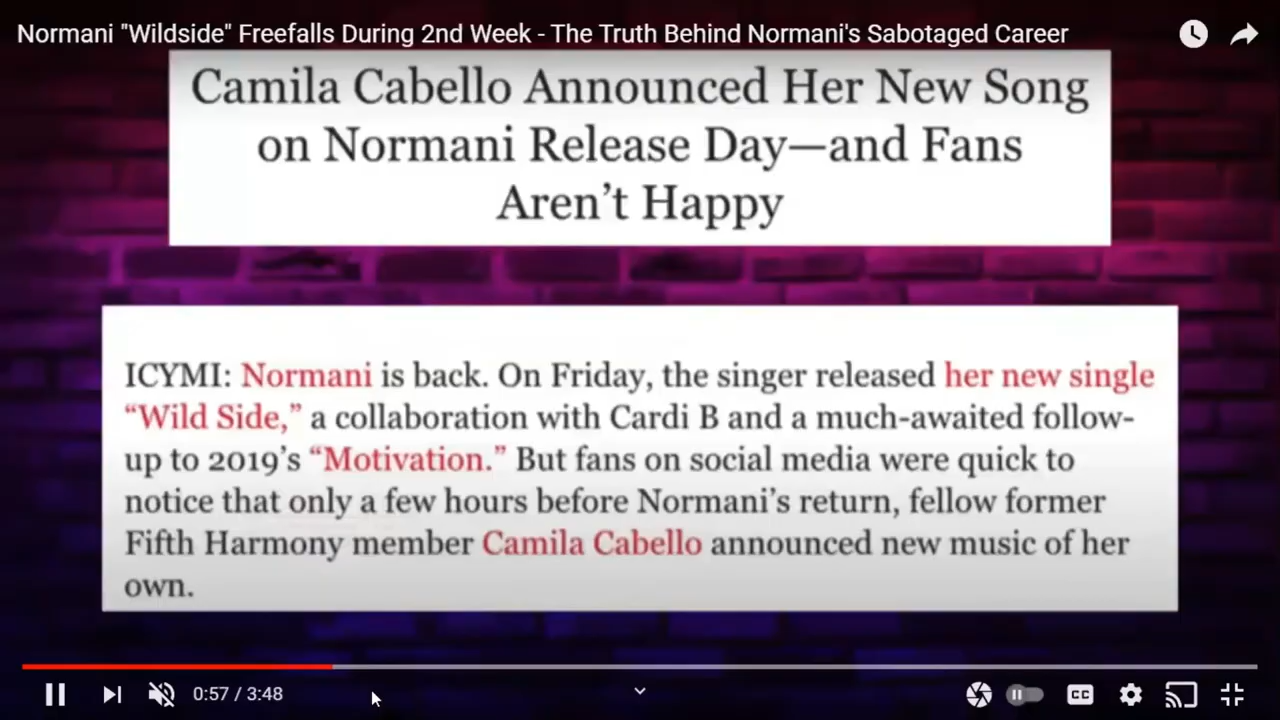 Normani "Wildside" Freefalls During 2nd Week - The Truth Behind Normani's Sabotaged Career
Camila Cabello Announced Her New Song
on Normani Release Day—and Fans
Aren’t Happy
ICYMI: Normani is back. On Friday, the singer released her new single
“Wild Side,” a collaboration with Cardi B and a much-awaited follow-
up to 2019’s “Motivation.” But fans on social media were quick to
notice that only a few hours before Normani’s return, fellow former
Fifth Harmony member Camila Cabello announced new music of her
own.
0:57 / 3:48
CC